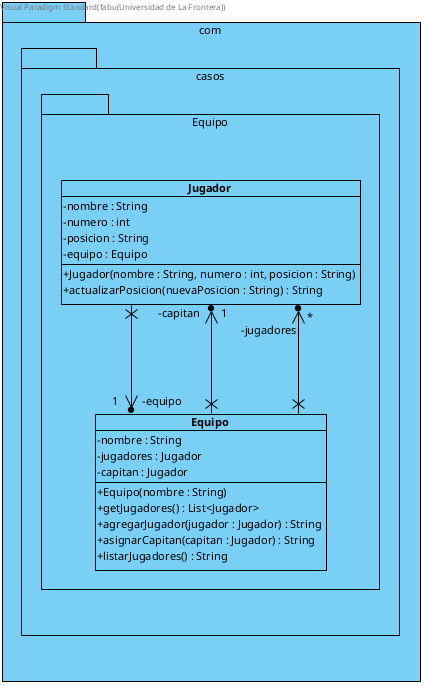 Visual Paradigm Standard(fabu(Universidad de La Frontera))
com
casos
Equipo
Jugador
-nombre : String
-numero : int
-posicion : String
-equipo : Equipo
+Jugador(nombre : String, numero : int, posicion : String)
+actualizarPosicion(nuevaPosicion : String) : String
-capitan 1
*
-jugadores
1 -equipo
Equipo
-nombre : String
-jugadores : Jugador
-capitan : Jugador
+Equipo(nombre : String)
+getJugadores() : List<Jugador>
+agregarJugador(jugador : Jugador) : String
+asignarCapitan(capitan : Jugador) : String
+listarJugadores() : String